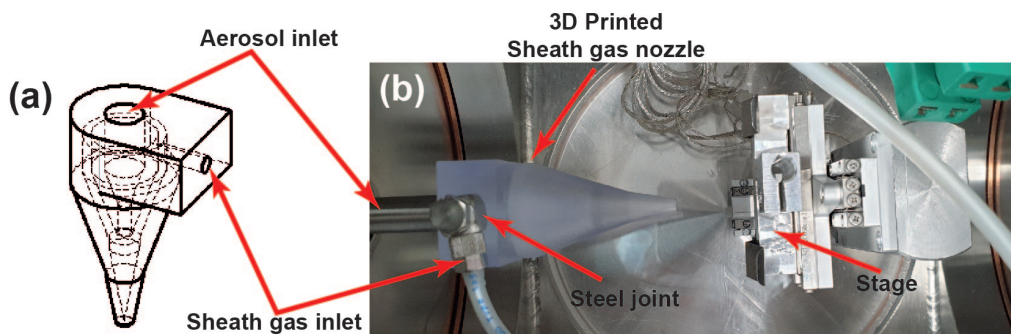 3D Printed
Sheath gas nozzle
Aerosol inlet
(a)
(b)
Steel joint
Stage
Sheath gas inlet